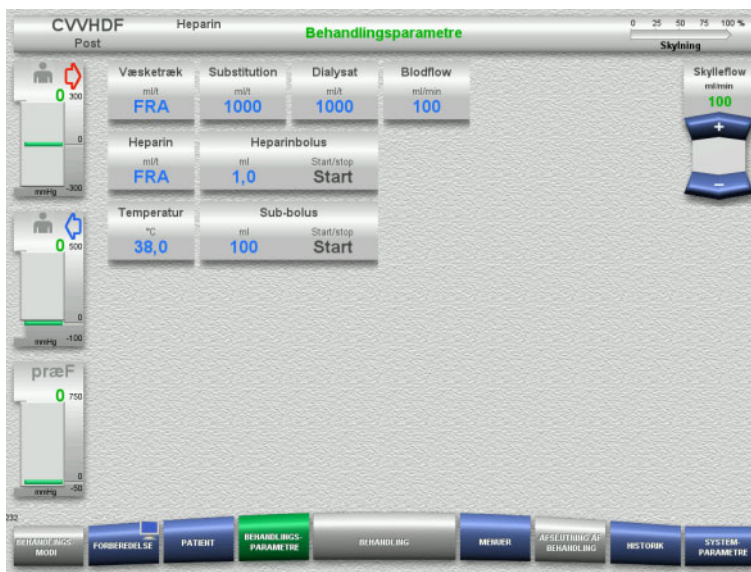 CVVHDF Heparin
Post
Behandlingsparametre
0 25 50 75 100 %
Skylning
0 300
0
mmHg -300
Væsketræk Substitution Dialysat Blodflow
ml/t ml/t ml/t ml/min
FRA 1000 1000 100
Skylleflow
ml/min
100
+
−
Heparin Heparinbolus
ml/t ml Start/stop
FRA 1,0 Start
Temperatur Sub-bolus
°C ml Start/stop
38,0 100 Start
0 500
0
mmHg -100
præF
0 750
0
mmHg -50
232
BEHANDLINGS-
MODI
FORBEREDELSE
PATIENT
BEHANDLINGS-
PARAMETRE
BEHANDLING
MENUER
AFSLUTNING AF
BEHANDLING
HISTORIK
SYSTEM-
PARAMETRE